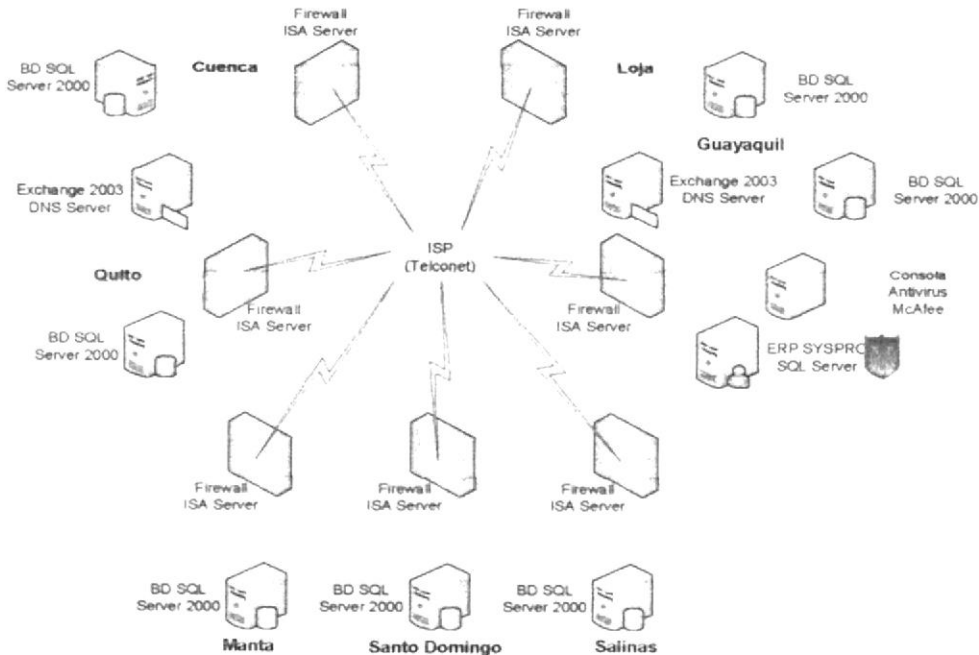 Firewall
ISA Server
Firewall
ISA Server
BD SQL
Server 2000
Cuenca
Loja
BD SQL
Server 2000
Guayaquil
Exchange 2003
DNS Server
Exchange 2003
DNS Server
BD SQL
Server 2000
ISP
(Telconet)
Quito
Firewall
ISA Server
Firewall
ISA Server
Consola
Antivirus
McAfee
BD SQL
Server 2000
ERP SYSPRO
SQL Server
Firewall
ISA Server
Firewall
ISA Server
Firewall
ISA Server
BD SQL
Server 2000
BD SQL
Server 2000
BD SQL
Server 2000
Manta
Santo Domingo
Salinas